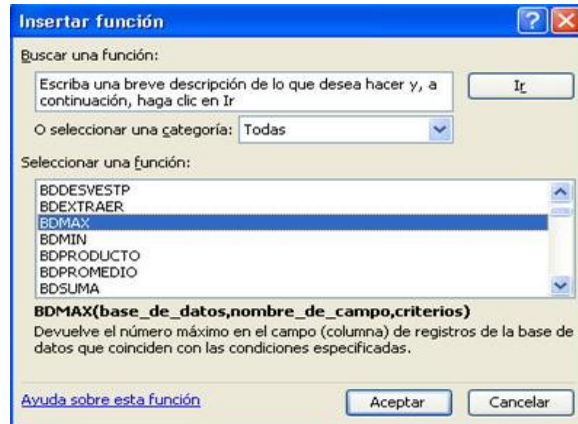 Insertar función
Buscar una función:
Escriba una breve descripción de lo que desea hacer y, a
continuación, haga clic en Ir
Ir
O seleccionar una categoría: Todas
Seleccionar una función:
BDDESVESTP
BDEXTRAER
BDMAX
BDMIN
BDPRODUCTO
BDPROMEDIO
BDSUMA
BDMAX(base_de_datos,nombre_de_campo,criterios)
Devuelve el número máximo en el campo (columna) de registros de la base de
datos que coinciden con las condiciones especificadas.
Ayuda sobre esta función
Aceptar
Cancelar